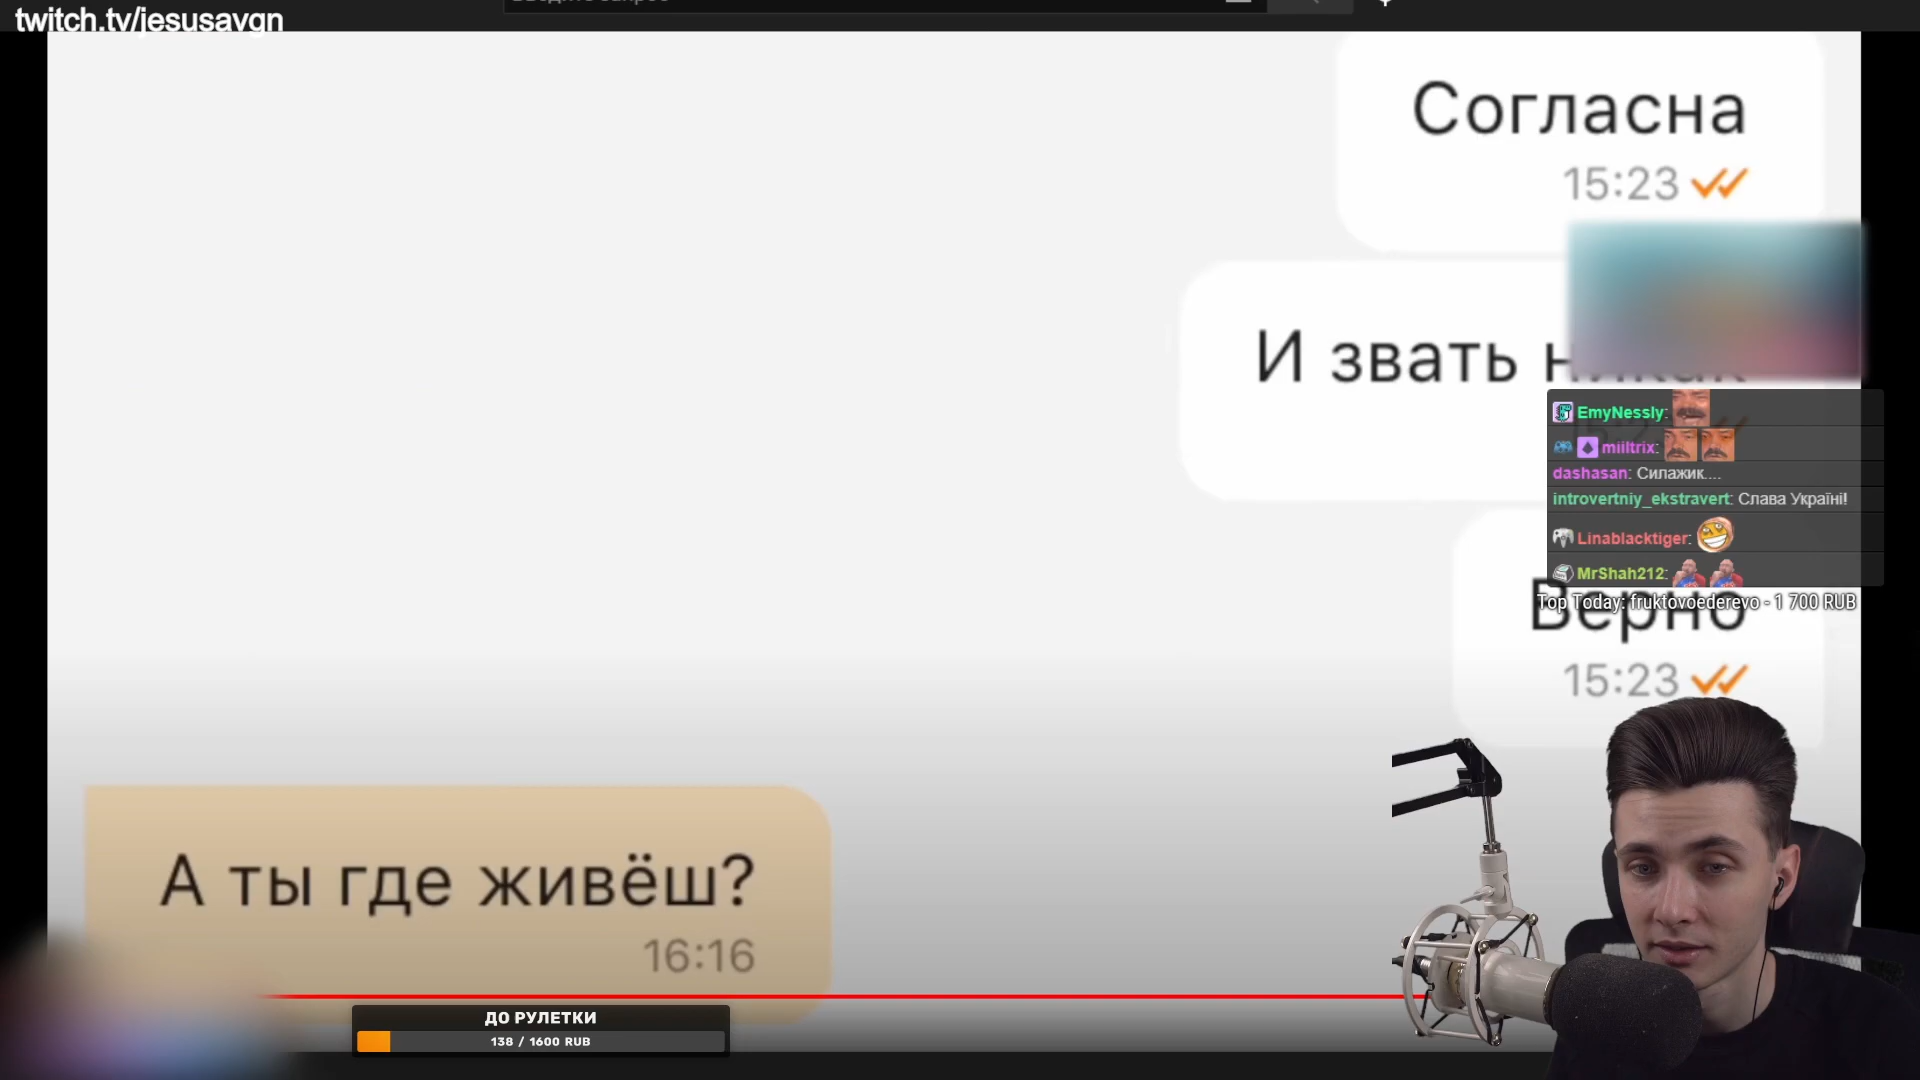 twitch.tv/jesusavgn
Согласна
15:23
И звать
EmyNessly:
miiltrix:
dashasan: Силажик....
introvertniy_ekstravert: Слава Україні!
Linablacktiger:
MrShah212:
Top Today: fruktovoederevo - 1 700 RUB
Верно
15:23
А ты где живёш?
16:16
ДО РУЛЕТКИ
138 / 1600 RUB